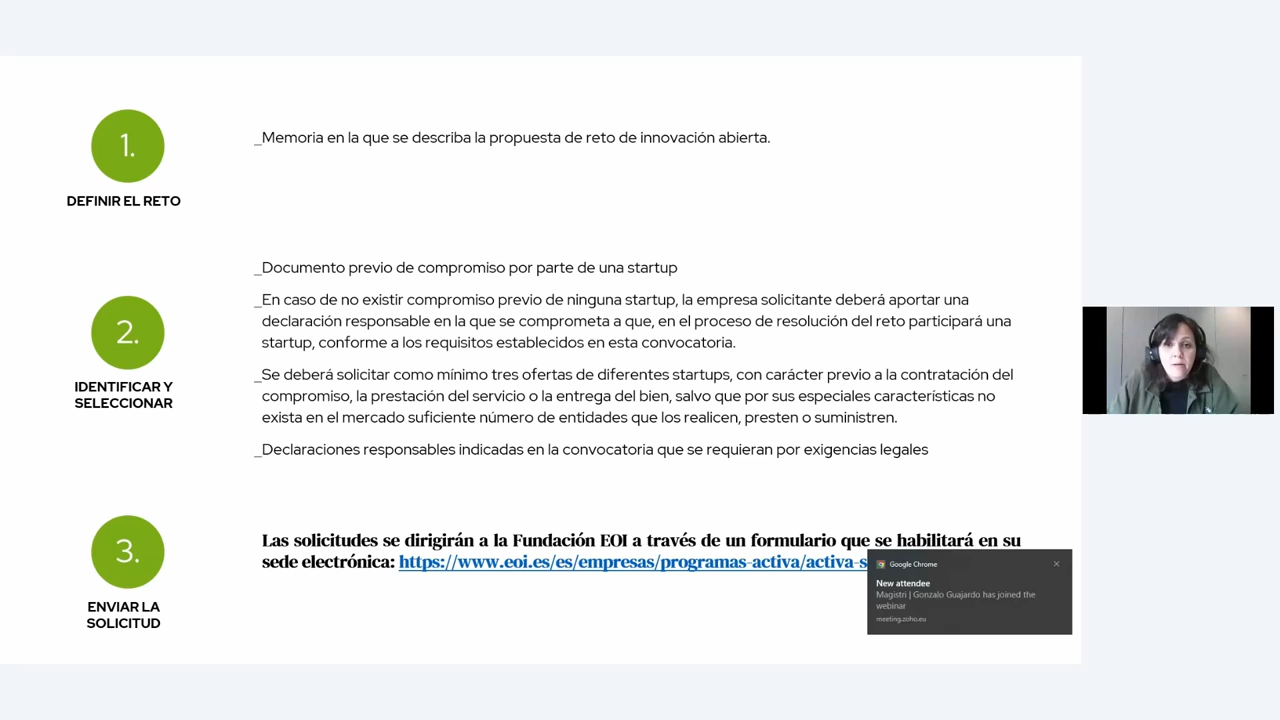 1.
DEFINIR EL RETO
_Memoria en la que se describa la propuesta de reto de innovación abierta.
2.
IDENTIFICAR Y
SELECCIONAR
_Documento previo de compromiso por parte de una startup
_En caso de no existir compromiso previo de ninguna startup, la empresa solicitante deberá aportar una
declaración responsable en la que se comprometa a que, en el proceso de resolución del reto participará una
startup, conforme a los requisitos establecidos en esta convocatoria.
_Se deberá solicitar como mínimo tres ofertas de diferentes startups, con carácter previo a la contratación del
compromiso, la prestación del servicio o la entrega del bien, salvo que por sus especiales características no
exista en el mercado suficiente número de entidades que los realicen, presten o suministren.
_Declaraciones responsables indicadas en la convocatoria que se requieran por exigencias legales
3.
ENVIAR LA
SOLICITUD
Las solicitudes se dirigirán a la Fundación EOI a través de un formulario que se habilitará en su
sede electrónica: https://www.eoi.es/es/empresas/programas-activa/activa-s
Google Chrome
New attendee
Magistri | Gonzalo Guajardo has joined the
webinar
meeting.zoho.eu